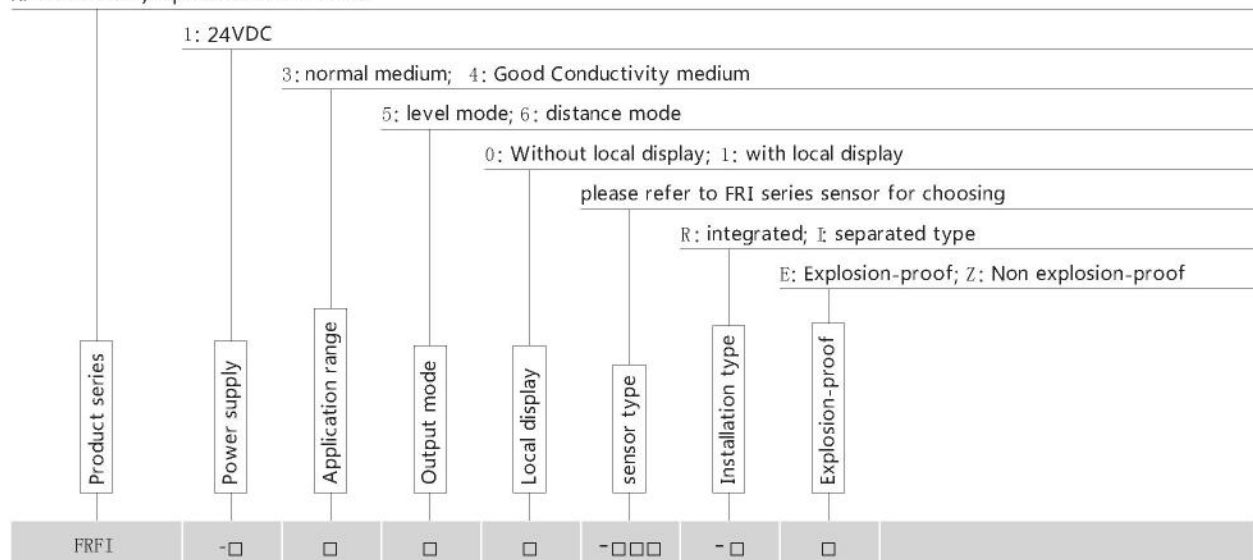 1: 24VDC
3: normal medium; 4: Good Conductivity medium
5: level mode; 6: distance mode
0: Without local display; 1: with local display
please refer to FRI series sensor for choosing
R: integrated; I: separated type
E: Explosion-proof; Z: Non explosion-proof
Product series
Power supply
Application range
Output mode
Local display
sensor type
Installation type
Explosion-proof
FRFI -□ □ □ □ -□□□ -□ □